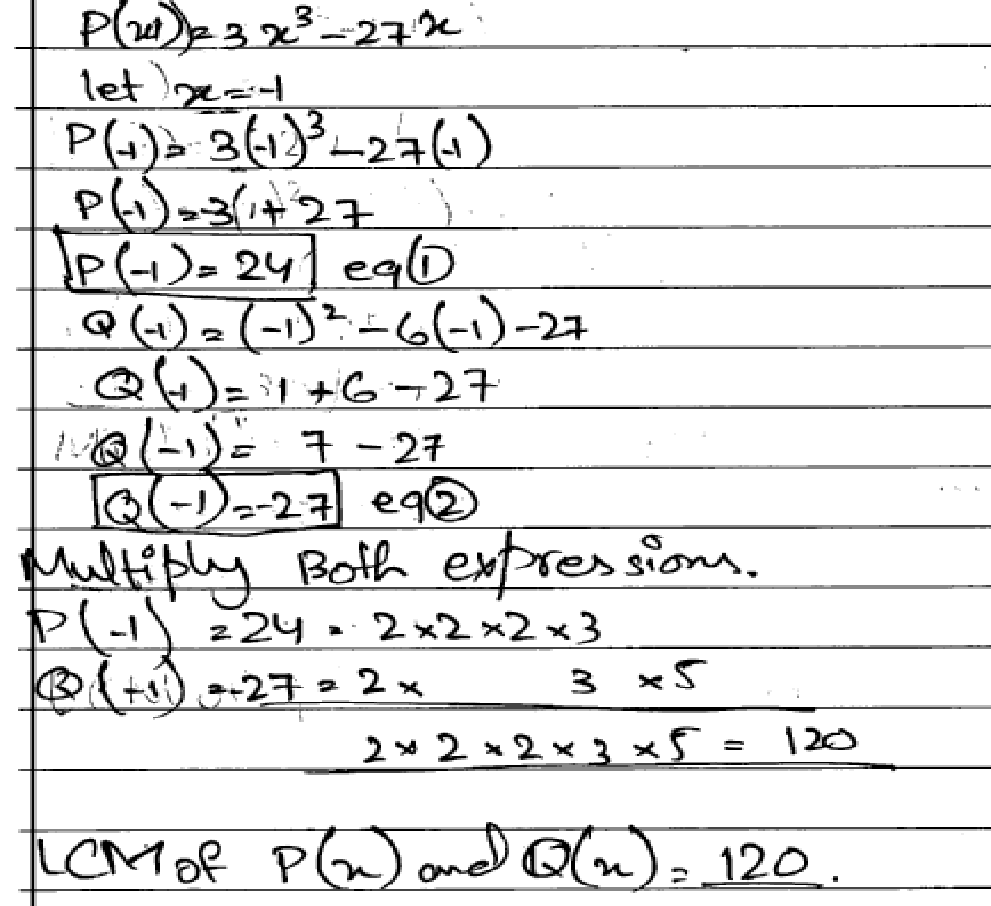 P(x) = 3x³ - 27x
let x = -1
P(-1) = 3(-1)³ - 27(-1)
P(-1) = -3(1 + 27
P(-1) = 24 eq①
Q(-1) = (-1)² - 6(-1) - 27
Q(-1) = 1 + 6 - 27
Q(-1) = 7 - 27
Q(-1) = -27 eq②
Multiply Both expressions.
P(-1) = 24 = 2 × 2 × 2 × 3
Q(+1) = -27 = 2 × 3 × 5
2 × 2 × 2 × 3 × 5 = 120
LCM of P(x) and Q(x) = 120.